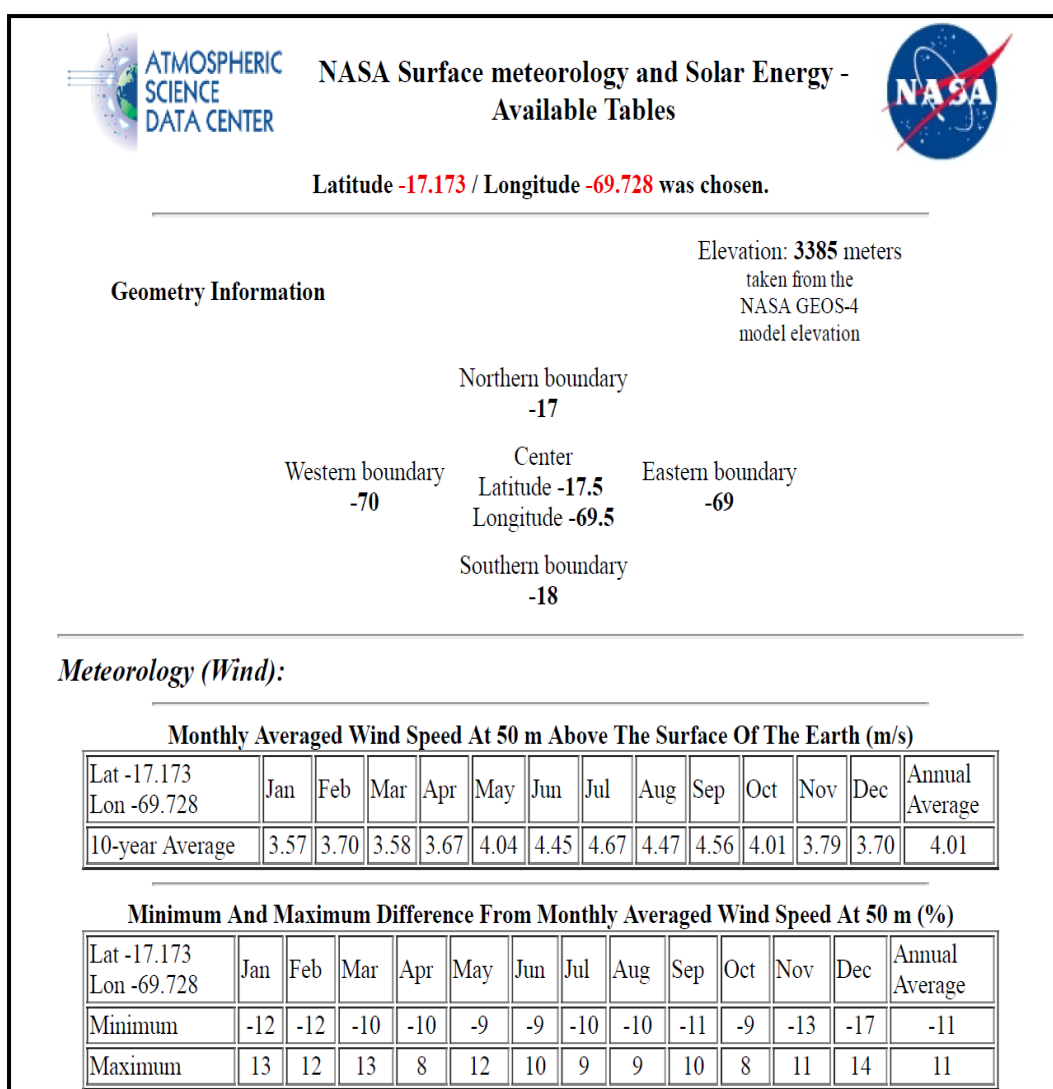 ATMOSPHERIC
SCIENCE
DATA CENTER
NASA Surface meteorology and Solar Energy -
Available Tables
NASA
Latitude -17.173 / Longitude -69.728 was chosen.
Geometry Information
Elevation: 3385 meters
taken from the
NASA GEOS-4
model elevation
Northern boundary
-17
Western boundary
-70
Center
Latitude -17.5
Longitude -69.5
Eastern boundary
-69
Southern boundary
-18
Meteorology (Wind):
Monthly Averaged Wind Speed At 50 m Above The Surface Of The Earth (m/s)
Lat -17.173
Lon -69.728
Jan Feb Mar Apr May Jun Jul Aug Sep Oct Nov Dec Annual Average
10-year Average 3.57 3.70 3.58 3.67 4.04 4.45 4.67 4.47 4.56 4.01 3.79 3.70 4.01
Minimum And Maximum Difference From Monthly Averaged Wind Speed At 50 m (%)
Lat -17.173
Lon -69.728
Jan Feb Mar Apr May Jun Jul Aug Sep Oct Nov Dec Annual Average
Minimum -12 -12 -10 -10 -9 -9 -10 -10 -11 -9 -13 -17 -11
Maximum 13 12 13 8 12 10 9 9 10 8 11 14 11